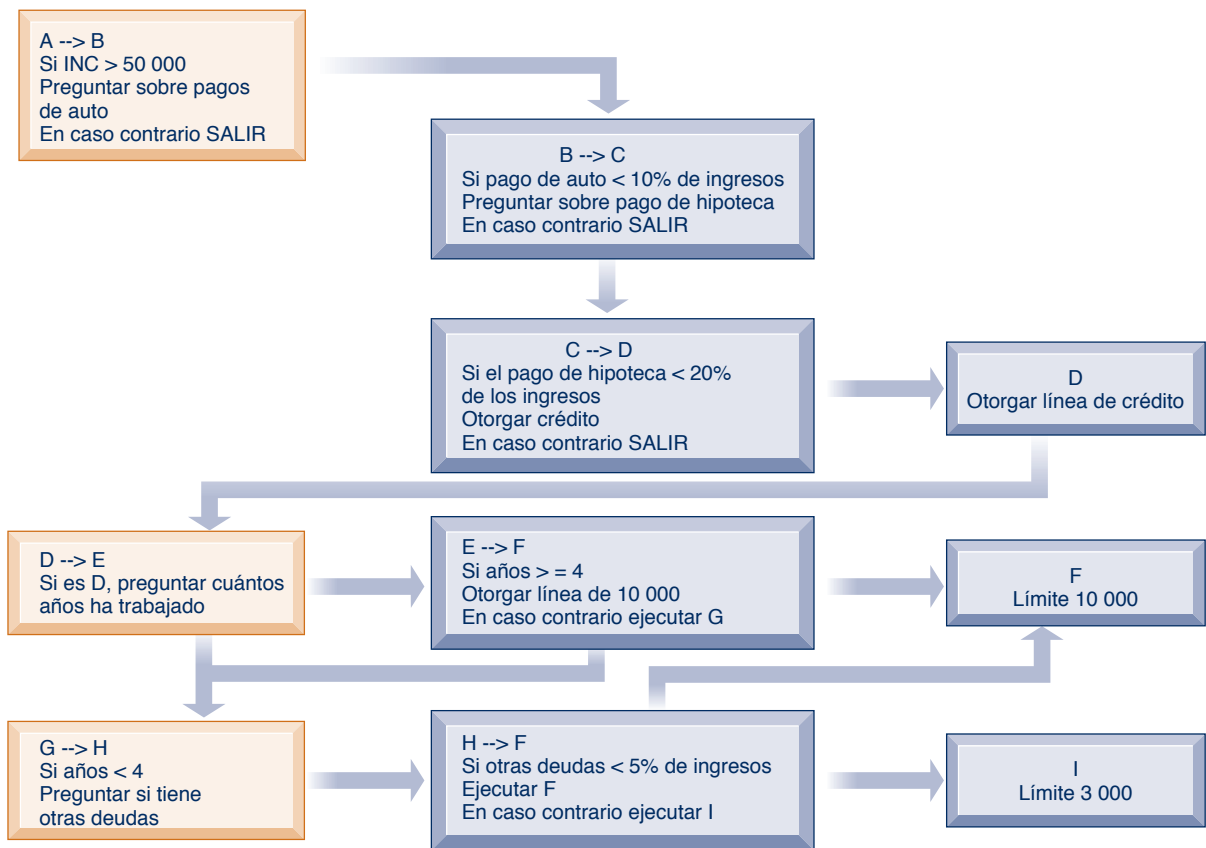 A --> B
Si INC > 50 000
Preguntar sobre pagos
de auto
En caso contrario SALIR
B --> C
Si pago de auto < 10% de ingresos
Preguntar sobre pago de hipoteca
En caso contrario SALIR
C --> D
Si el pago de hipoteca < 20%
de los ingresos
Otorgar crédito
En caso contrario SALIR
D
Otorgar línea de crédito
D --> E
Si es D, preguntar cuántos
años ha trabajado
E --> F
Si años > = 4
Otorgar línea de 10 000
En caso contrario ejecutar G
F
Límite 10 000
G --> H
Si años < 4
Preguntar si tiene
otras deudas
H --> F
Si otras deudas < 5% de ingresos
Ejecutar F
En caso contrario ejecutar I
I
Límite 3 000